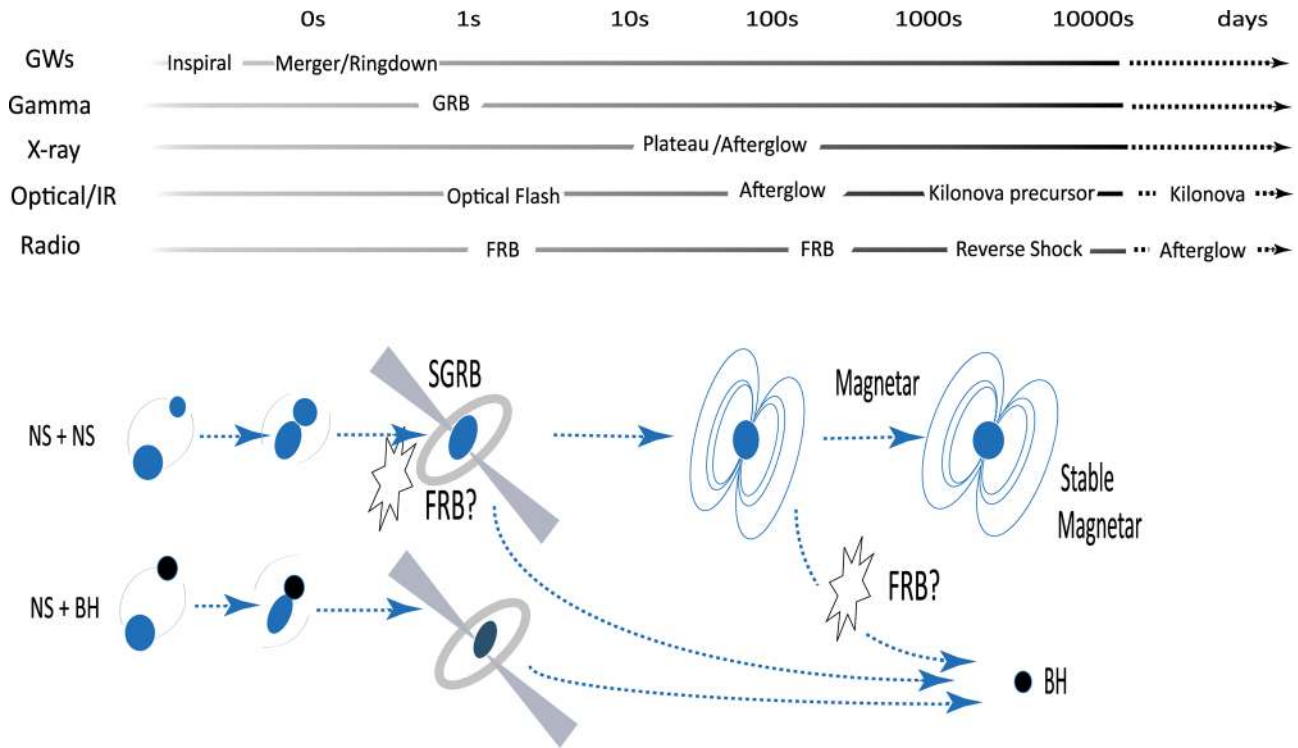 0s 1s 10s 100s 1000s 10000s days
GWs Inspiral Merger/Ringdown
Gamma GRB
X-ray Plateau/Afterglow
Optical/IR Optical Flash Afterglow Kilonova precursor Kilonova
Radio FRB FRB Reverse Shock Afterglow
SGRB
Magnetar
NS + NS
FRB?
Stable
Magnetar
FRB?
NS + BH
BH